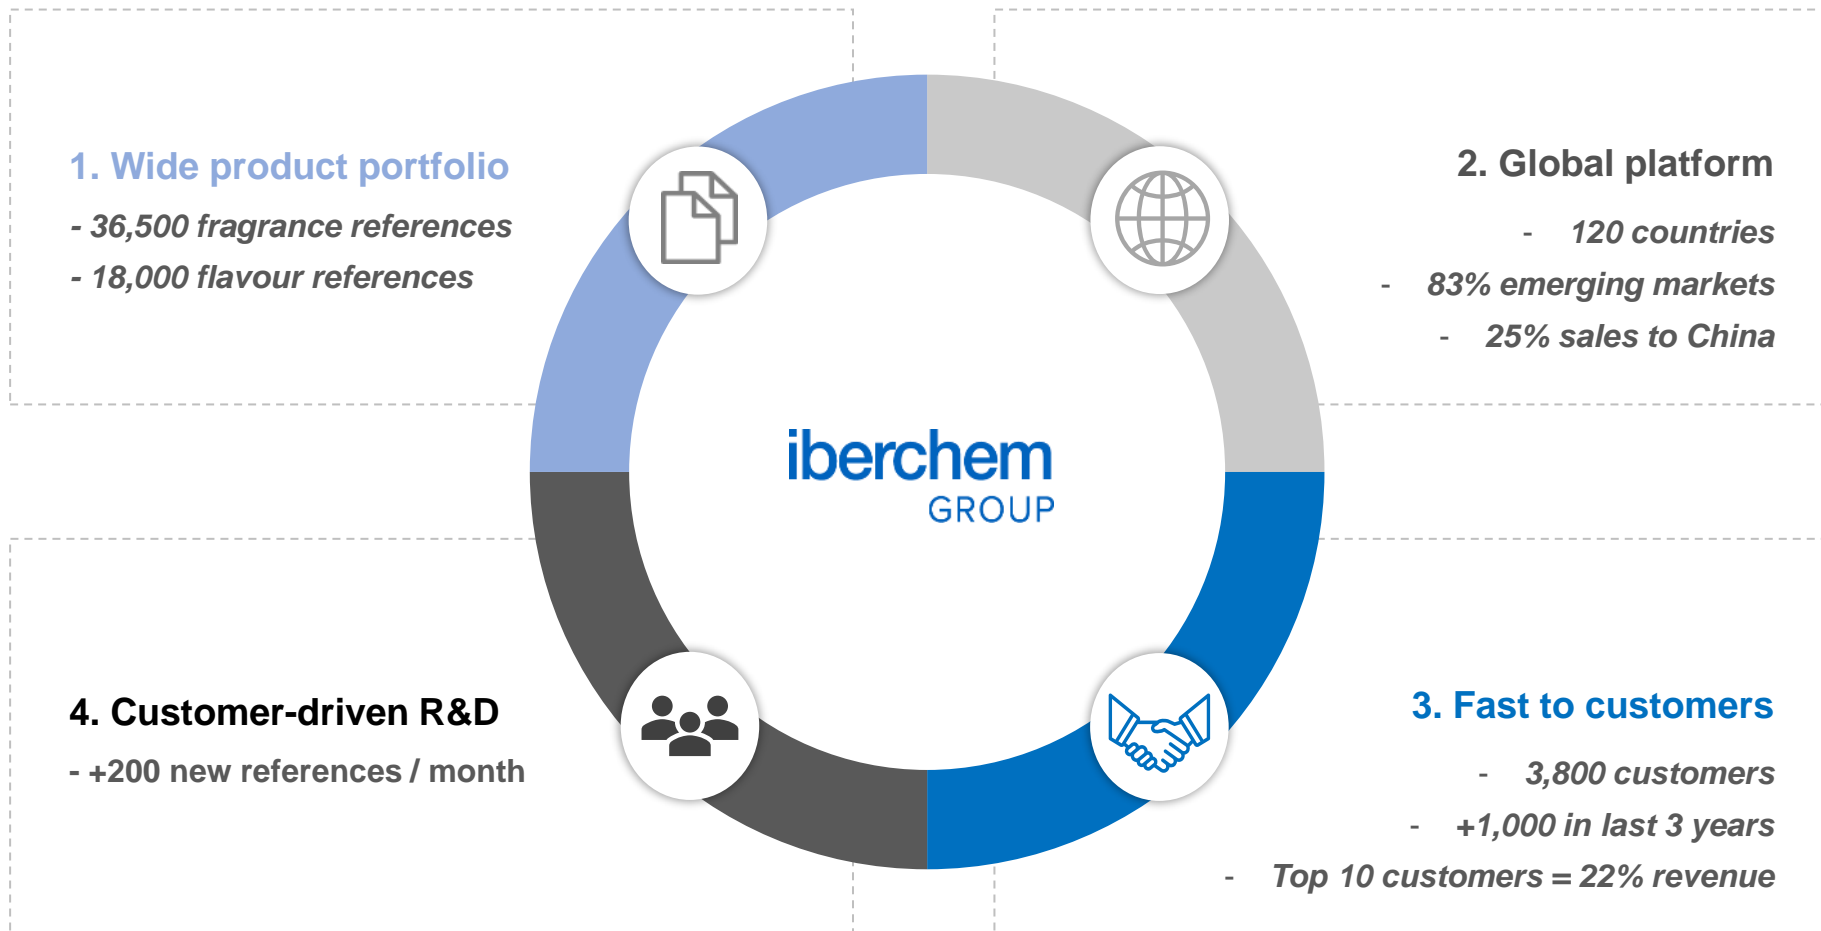 1. Wide product portfolio
- 36,500 fragrance references
- 18,000 flavour references
2. Global platform
- 120 countries
- 83% emerging markets
- 25% sales to China
iberchem
GROUP
3. Fast to customers
- 3,800 customers
- +1,000 in last 3 years
- Top 10 customers = 22% revenue
4. Customer-driven R&D
- +200 new references / month